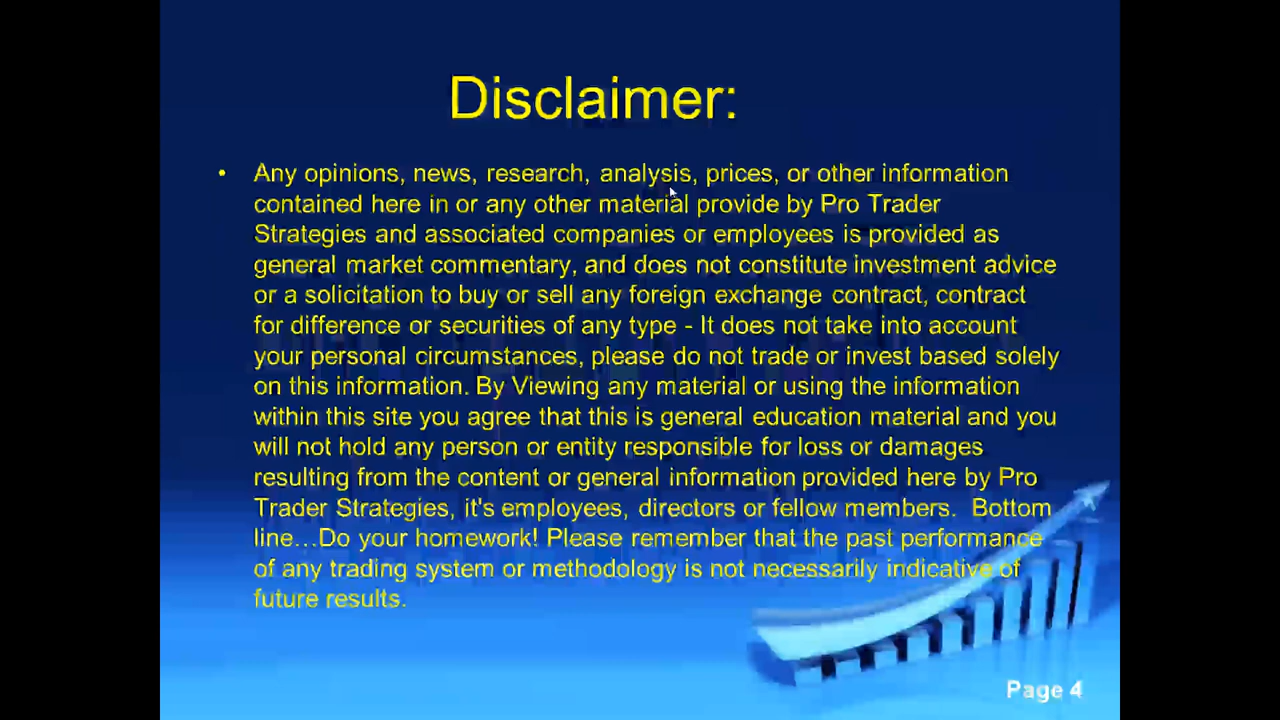 Disclaimer:
• Any opinions, news, research, analysis, prices, or other information
contained here in or any other material provide by Pro Trader
Strategies and associated companies or employees is provided as
general market commentary, and does not constitute investment advice
or a solicitation to buy or sell any foreign exchange contract, contract
for difference or securities of any type - It does not take into account
your personal circumstances, please do not trade or invest based solely
on this information. By Viewing any material or using the information
within this site you agree that this is general education material and you
will not hold any person or entity responsible for loss or damages
resulting from the content or general information provided here by Pro
Trader Strategies, it's employees, directors or fellow members.  Bottom
line…Do your homework! Please remember that the past performance
of any trading system or methodology is not necessarily indicative of
future results.
Page 4